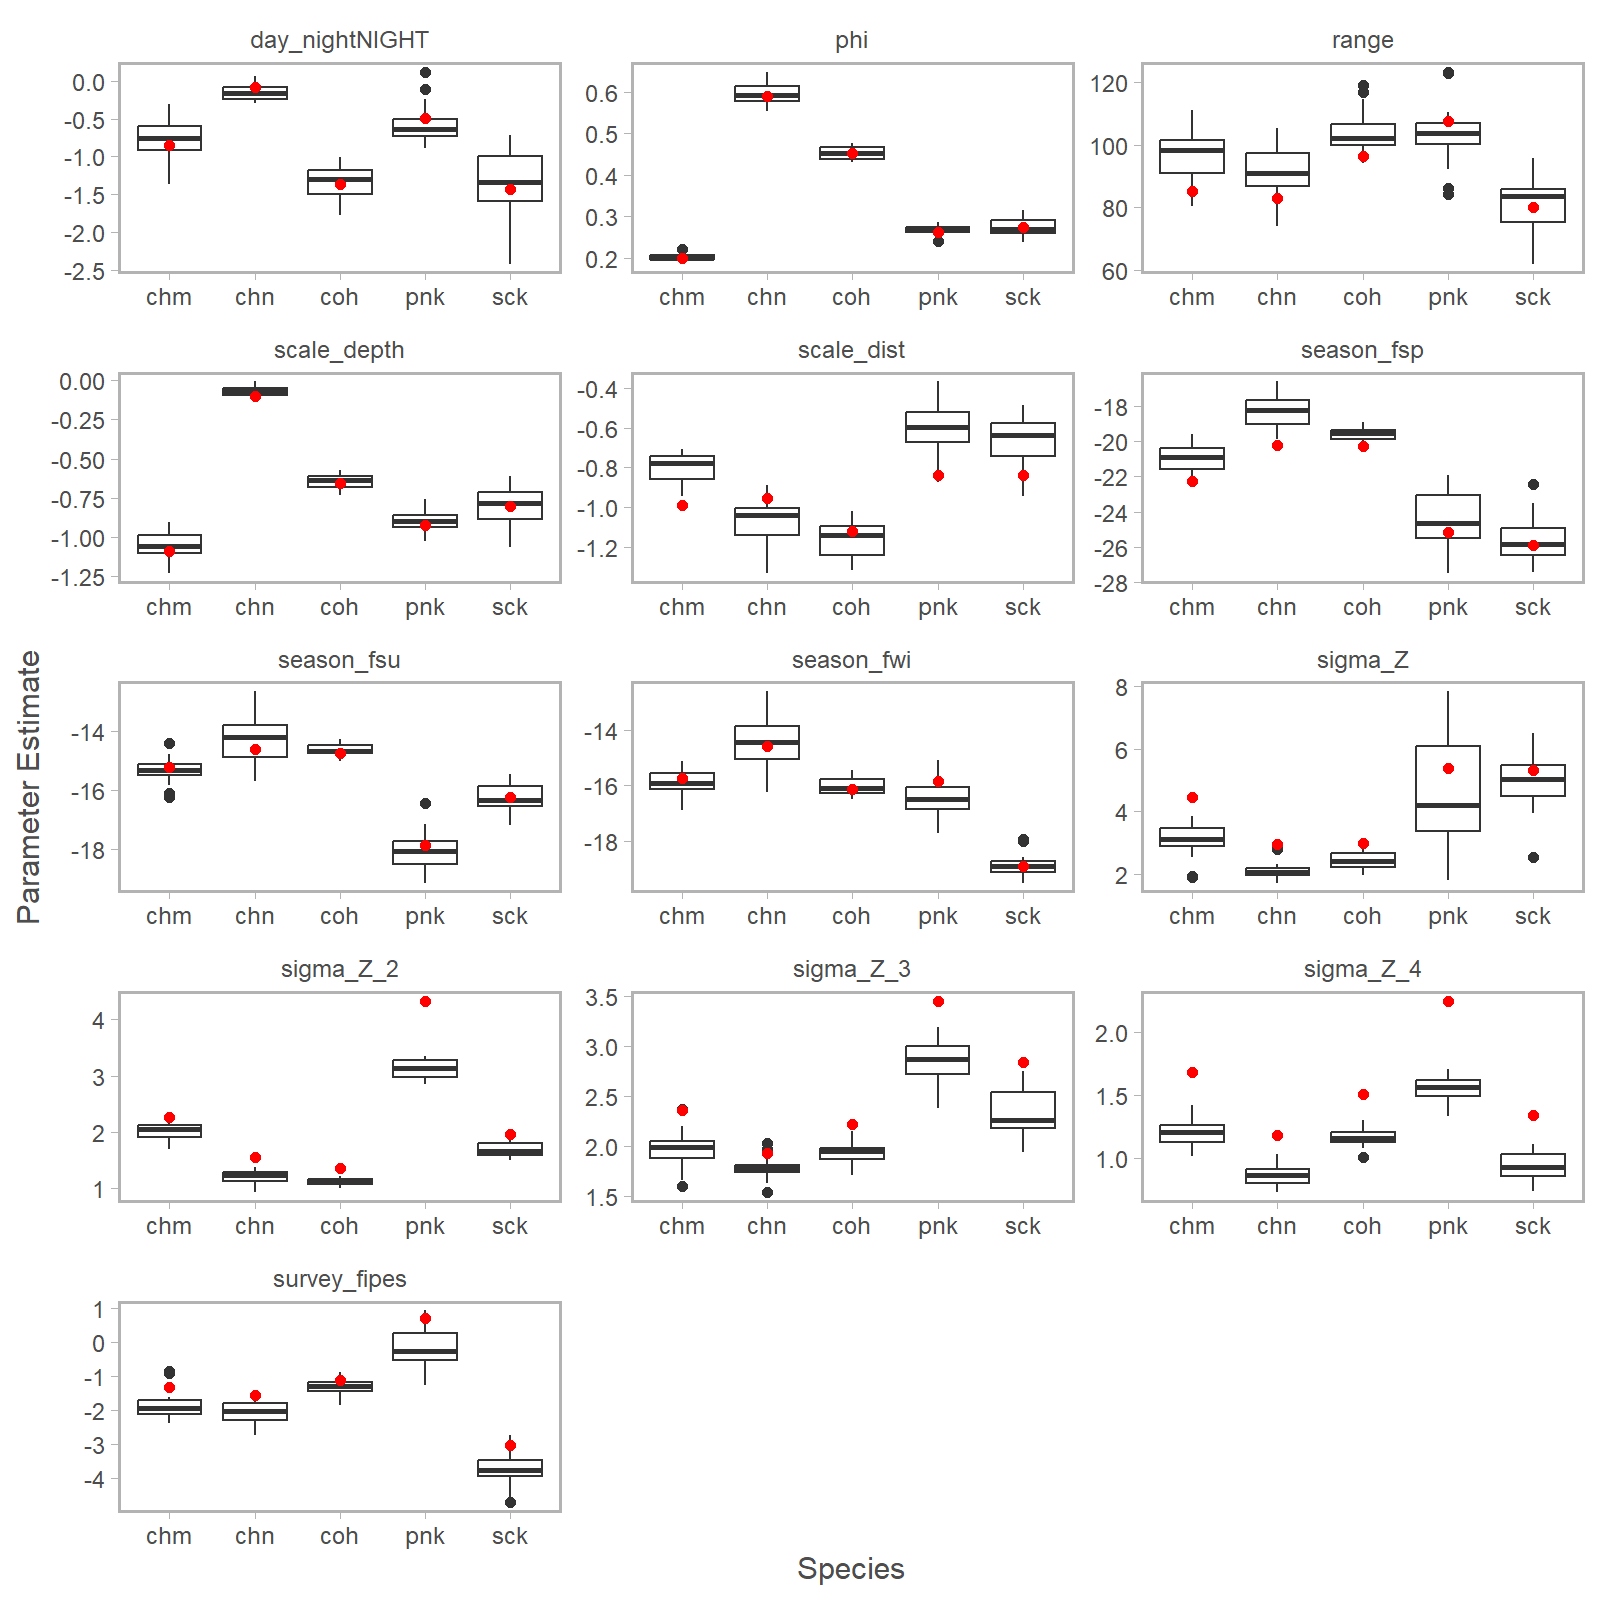 day_nightNIGHT phi range
0.0 0.6 120
-0.5 0.5 100
-1.0 0.4 80
-1.5 0.3 60
-2.0 0.2
-2.5
chm chn coh pnk sck chm chn coh pnk sck chm chn coh pnk sck
scale_depth scale_dist season_fsp
0.00 -0.4 -18
-0.25 -0.6 -20
-0.50 -0.8 -22
-0.75 -1.0 -24
-1.00 -1.2 -26
-1.25 -28
chm chn coh pnk sck chm chn coh pnk sck chm chn coh pnk sck
Parameter Estimate
season_fsu season_fwi sigma_Z
-14 -14 8
-16 -16 6
-18 -18 4
2
chm chn coh pnk sck chm chn coh pnk sck chm chn coh pnk sck
sigma_Z_2 sigma_Z_3 sigma_Z_4
4 3.5 2.0
3 3.0 1.5
2 2.5 1.0
1 2.0
1.5
chm chn coh pnk sck chm chn coh pnk sck chm chn coh pnk sck
survey_fipes
1
0
-1
-2
-3
-4
chm chn coh pnk sck
Species